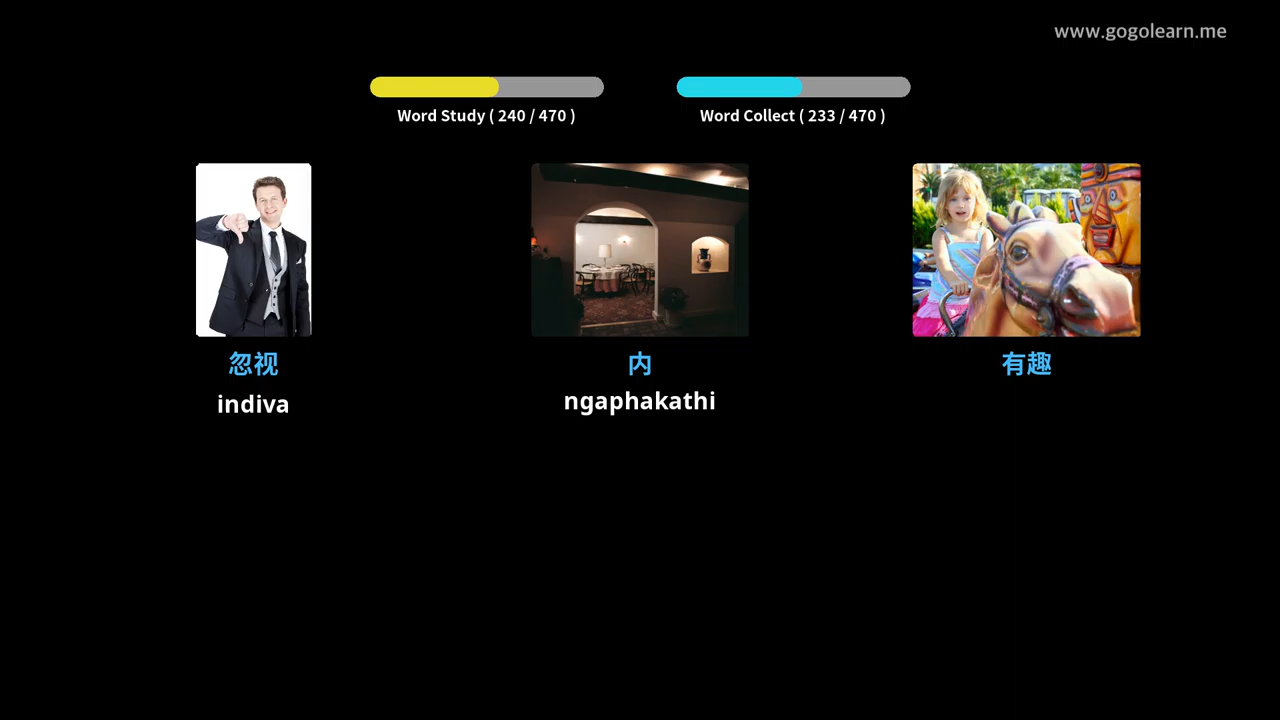 www.gogolearn.me
Word Study ( 240 / 470 )
Word Collect ( 233 / 470 )
忽视
indiva
内
ngaphakathi
有趣